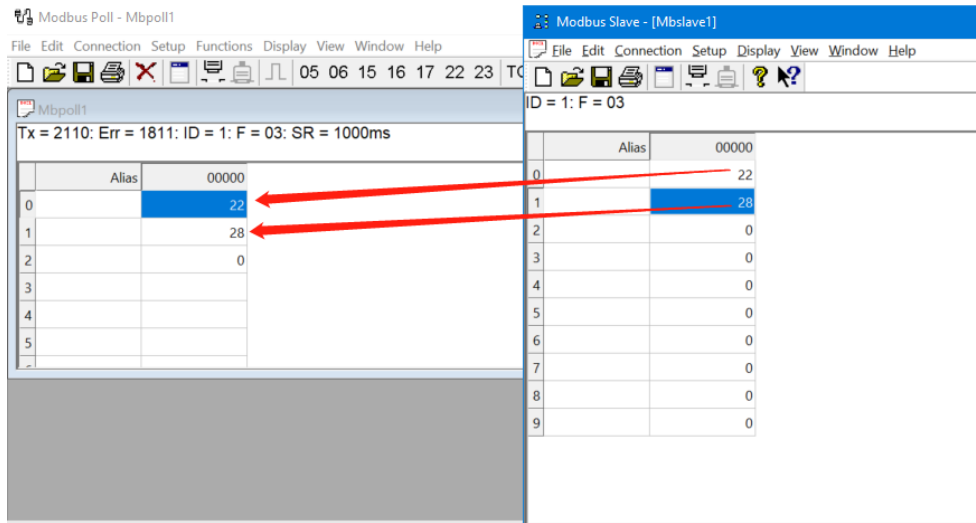 Modbus Poll - Mbpoll1
File Edit Connection Setup Functions Display View Window Help
05 06 15 16 17 22 23
Mbpoll1
Tx = 2110: Err = 1811: ID = 1: F = 03: SR = 1000ms
Alias 00000
0 22
1 28
2 0
3
4
5
Modbus Slave - [Mbslave1]
File Edit Connection Setup Display View Window Help
ID = 1: F = 03
Alias 00000
0 22
1 28
2 0
3 0
4 0
5 0
6 0
7 0
8 0
9 0